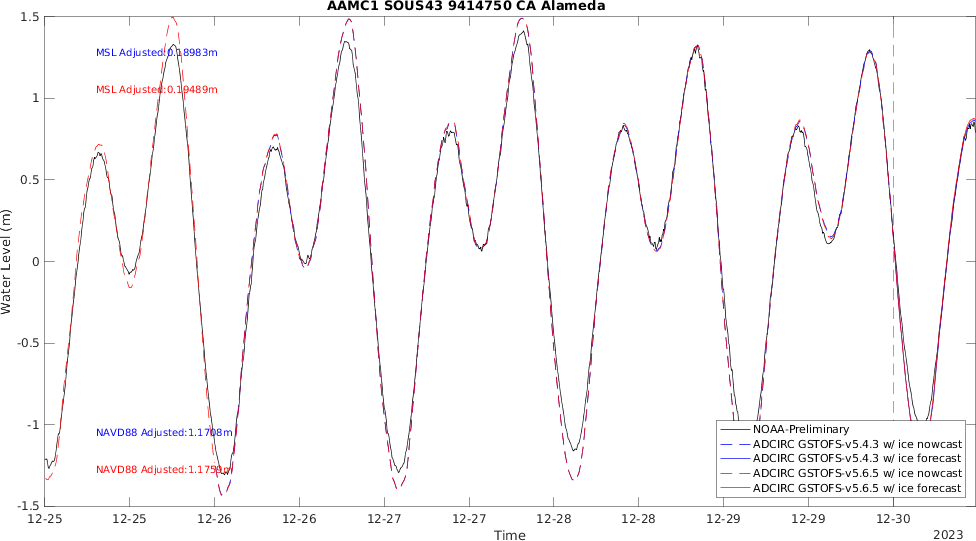 AAMC1 SOUS43 9414750 CA Alameda
1.5
1
0.5
0
-0.5
-1
-1.5
Water Level (m)
MSL Adjusted:0.18983m
MSL Adjusted:0.19489m
NAVD88 Adjusted:1.1708m
NAVD88 Adjusted:1.1759m
NOAA-Preliminary
ADCIRC GSTOFS-v5.4.3 w/ ice nowcast
ADCIRC GSTOFS-v5.4.3 w/ ice forecast
ADCIRC GSTOFS-v5.6.5 w/ ice nowcast
ADCIRC GSTOFS-v5.6.5 w/ ice forecast
12-25 12-25 12-26 12-26 12-27 12-27 12-28 12-28 12-29 12-29 12-30
Time
2023